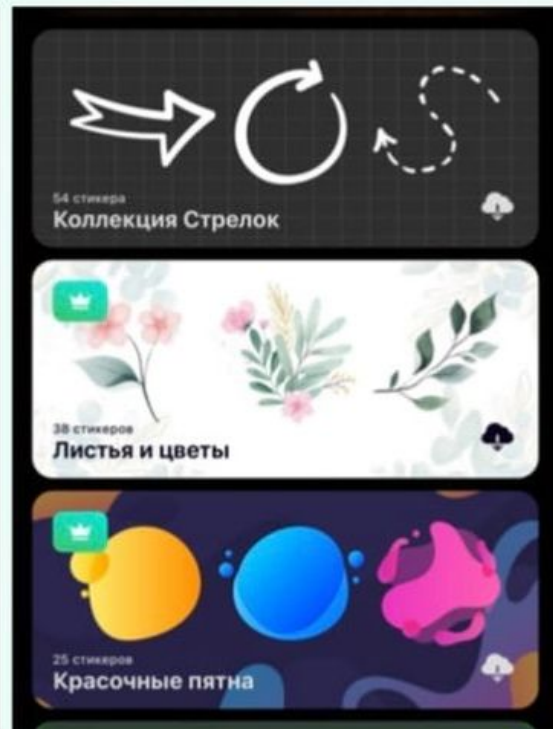 54 стикера
Коллекция Стрелок
38 стикеров
Листья и цветы
25 стикеров
Красочные пятна